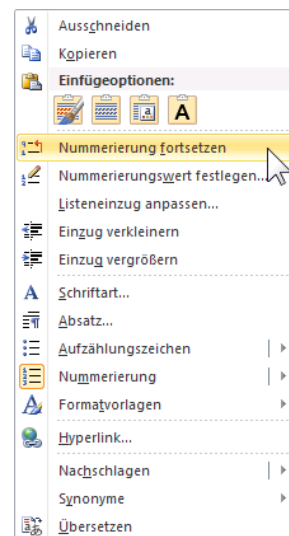 Ausschneiden
Kopieren
Einfügeoptionen:
A
Nummerierung fortsetzen
Nummerierungswert festlegen...
Listeneinzug anpassen...
Einzug verkleinern
Einzug vergrößern
A Schriftart...
Absatz...
Aufzählungszeichen
Nummerierung
Formatvorlagen
Hyperlink...
Nachschlagen
Synonyme
Übersetzen